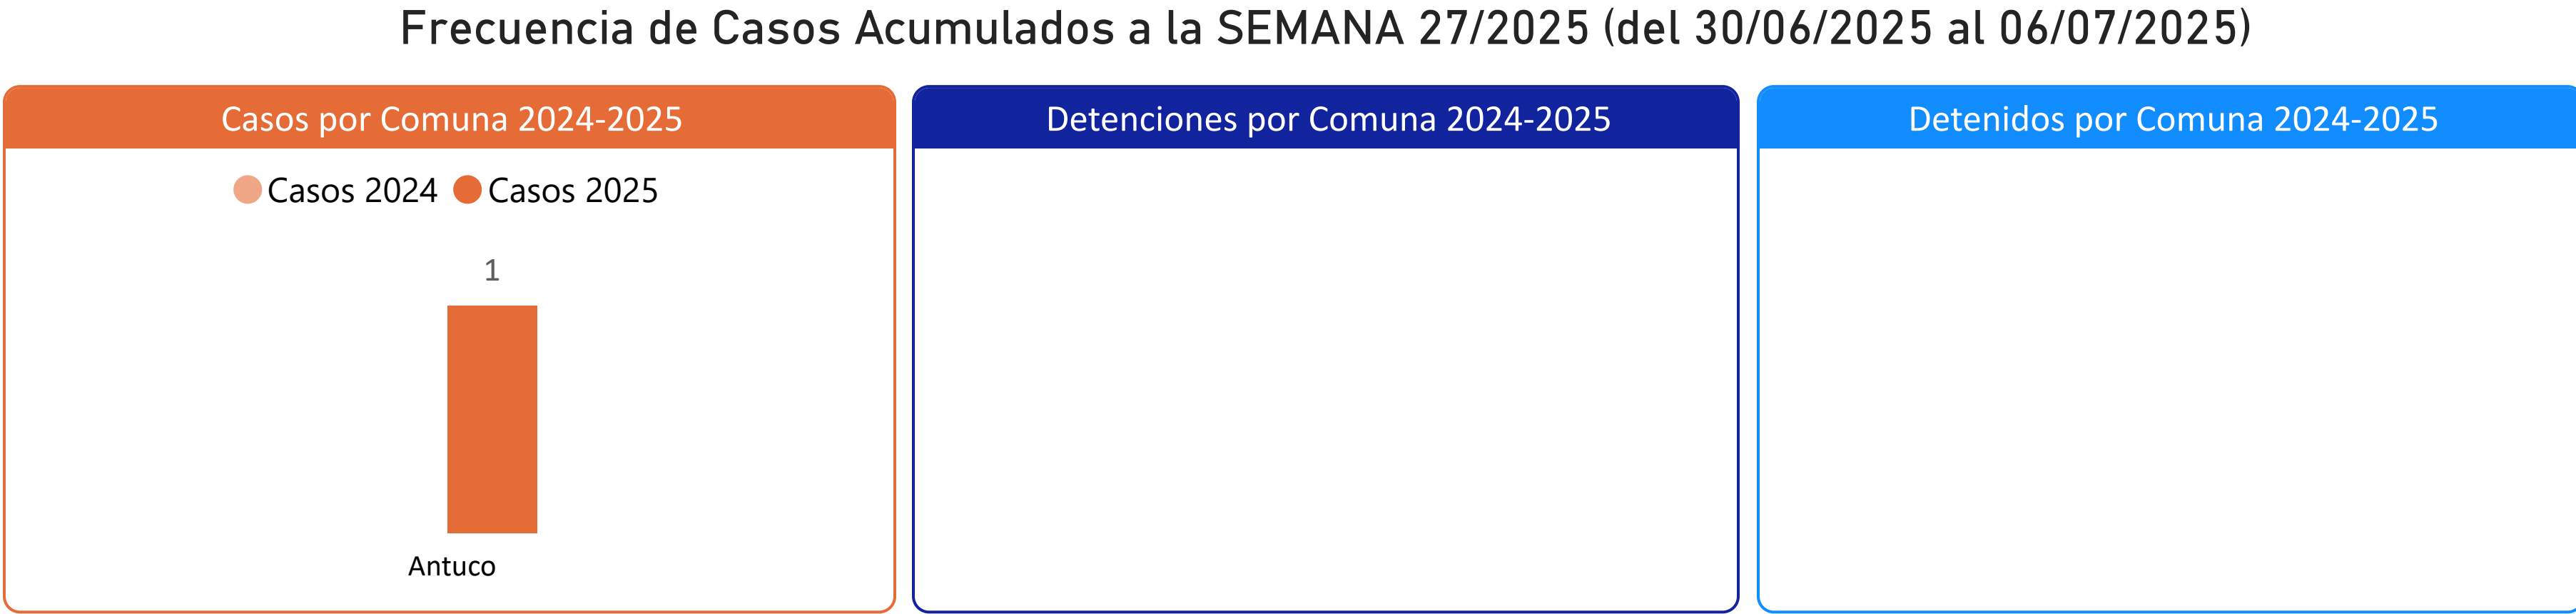 Frecuencia de Casos Acumulados a la SEMANA 27/2025 (del 30/06/2025 al 06/07/2025)
Casos por Comuna 2024-2025
Casos 2024 Casos 2025
1
Antuco
Detenciones por Comuna 2024-2025
Detenidos por Comuna 2024-2025